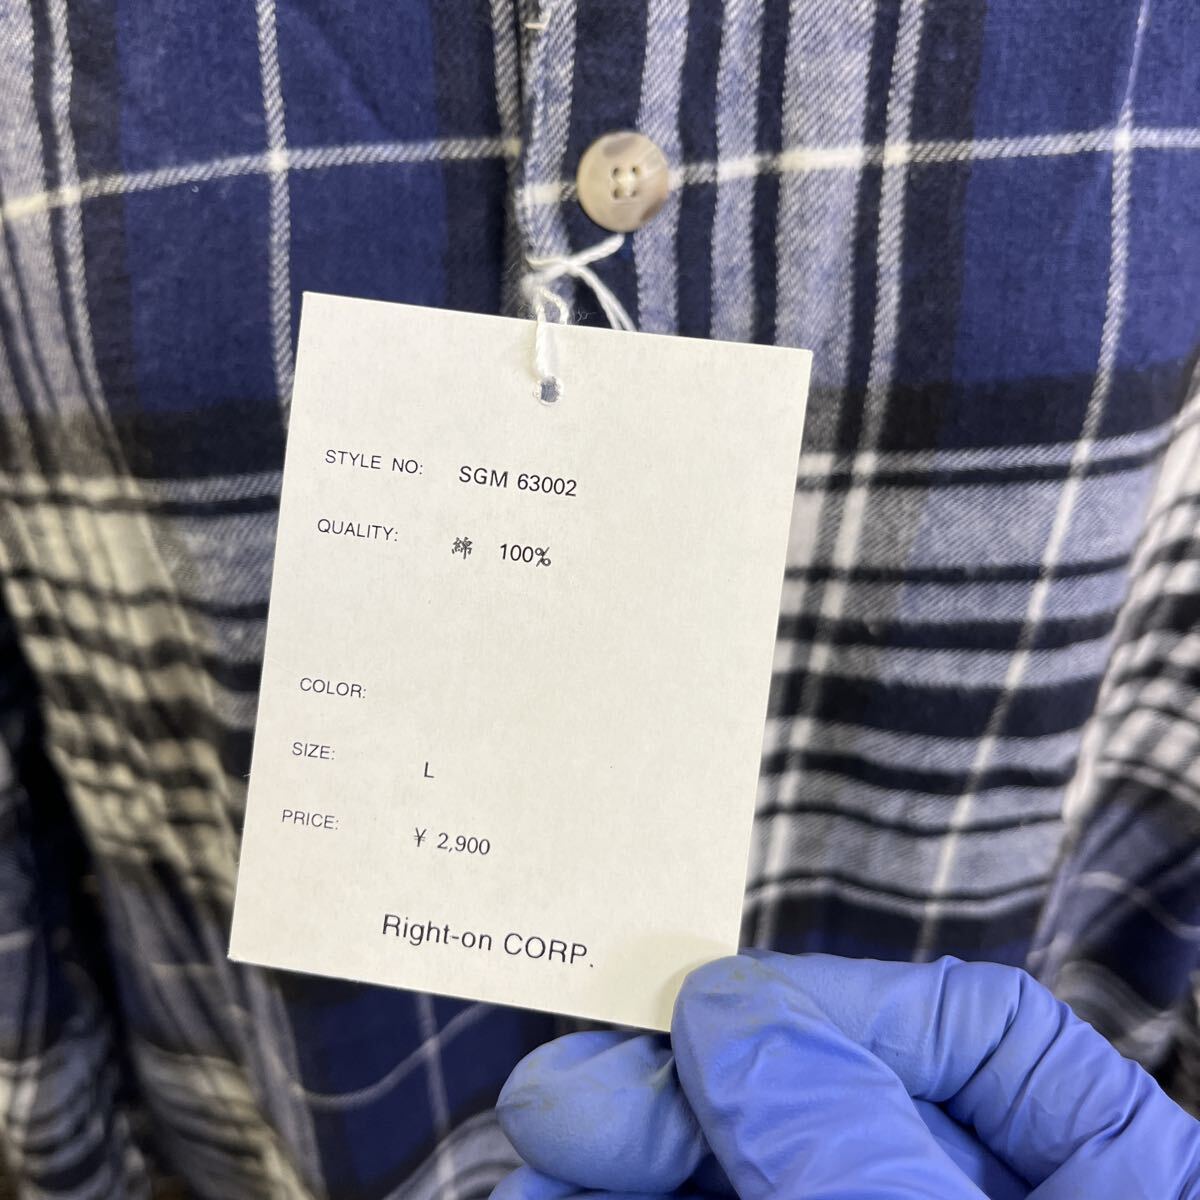 STYLE NO: SGM 63002
QUALITY: 綿 100%
COLOR:
SIZE: L
PRICE: ¥ 2,900
Right-on CORP.